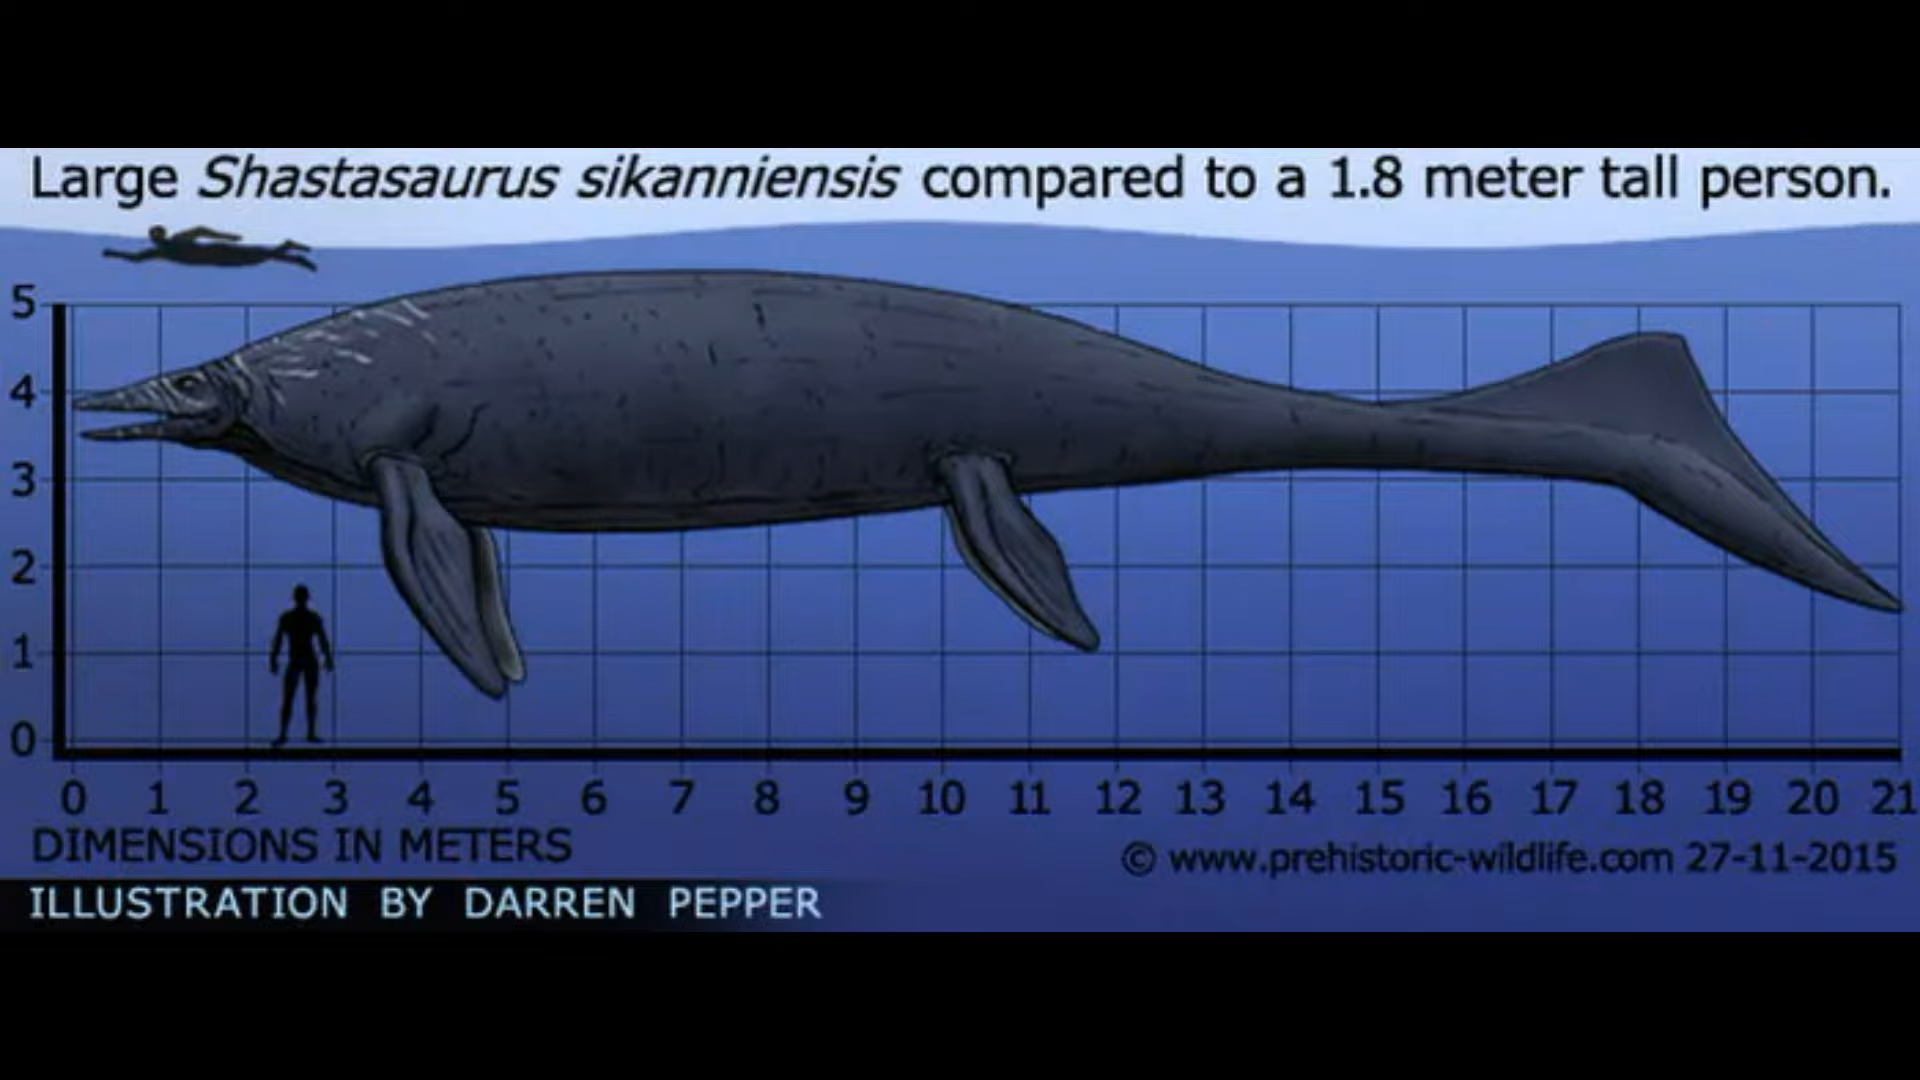 Large Shastasaurus sikanniensis compared to a 1.8 meter tall person.
5
4
3
2
1
0
0 1 2 3 4 5 6 7 8 9 10 11 12 13 14 15 16 17 18 19 20 21
DIMENSIONS IN METERS
© www.prehistoric-wildlife.com 27-11-2015
ILLUSTRATION BY DARREN PEPPER